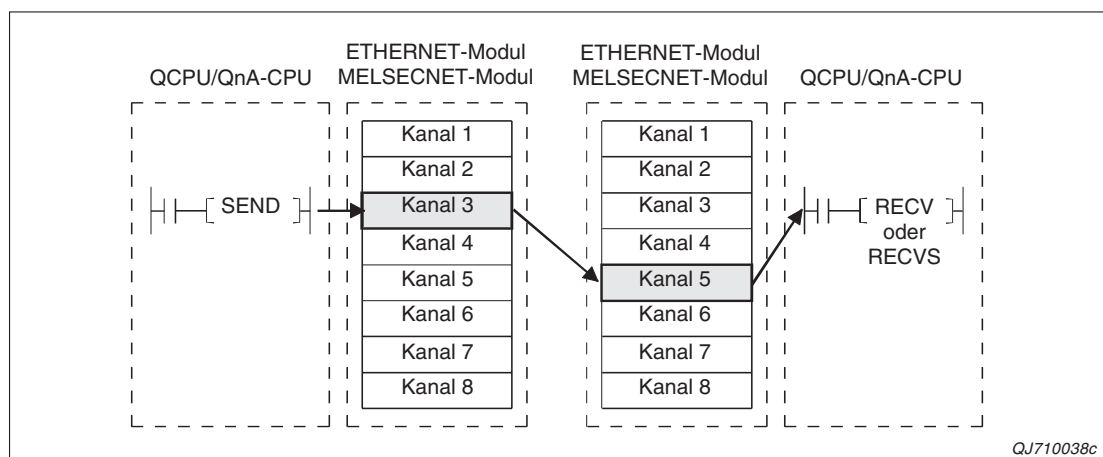 ETHERNET-Modul
MELSECNET-Modul
ETHERNET-Modul
MELSECNET-Modul
QCPU/QnA-CPU
QCPU/QnA-CPU
SEND
Kanal 1
Kanal 2
Kanal 3
Kanal 4
Kanal 5
Kanal 6
Kanal 7
Kanal 8
Kanal 1
Kanal 2
Kanal 3
Kanal 4
Kanal 5
Kanal 6
Kanal 7
Kanal 8
RECV
oder
RECVS
QJ710038c